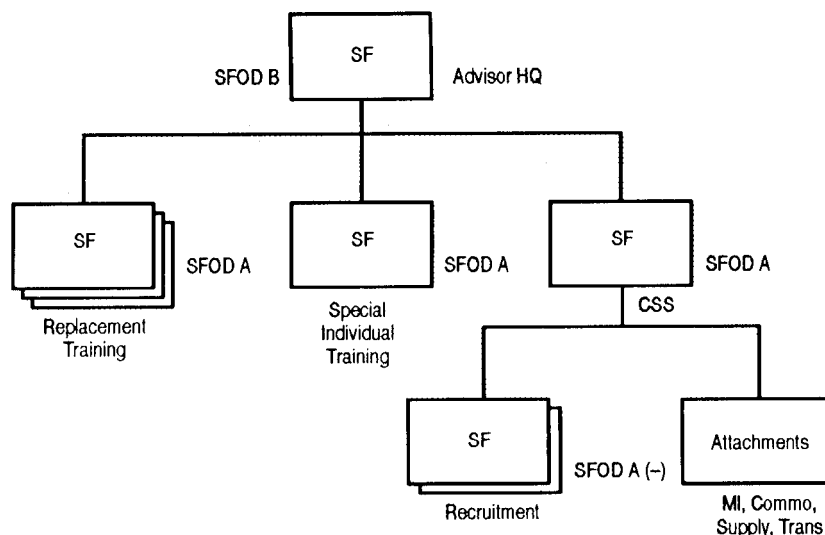 SF
SFOD B
Advisor HQ
SF
SFOD A
Replacement
Training
SF
SFOD A
Special
Individual
Training
SF
SFOD A
CSS
SF
SFOD A (–)
Recruitment
Attachments
MI, Commo,
Supply, Trans